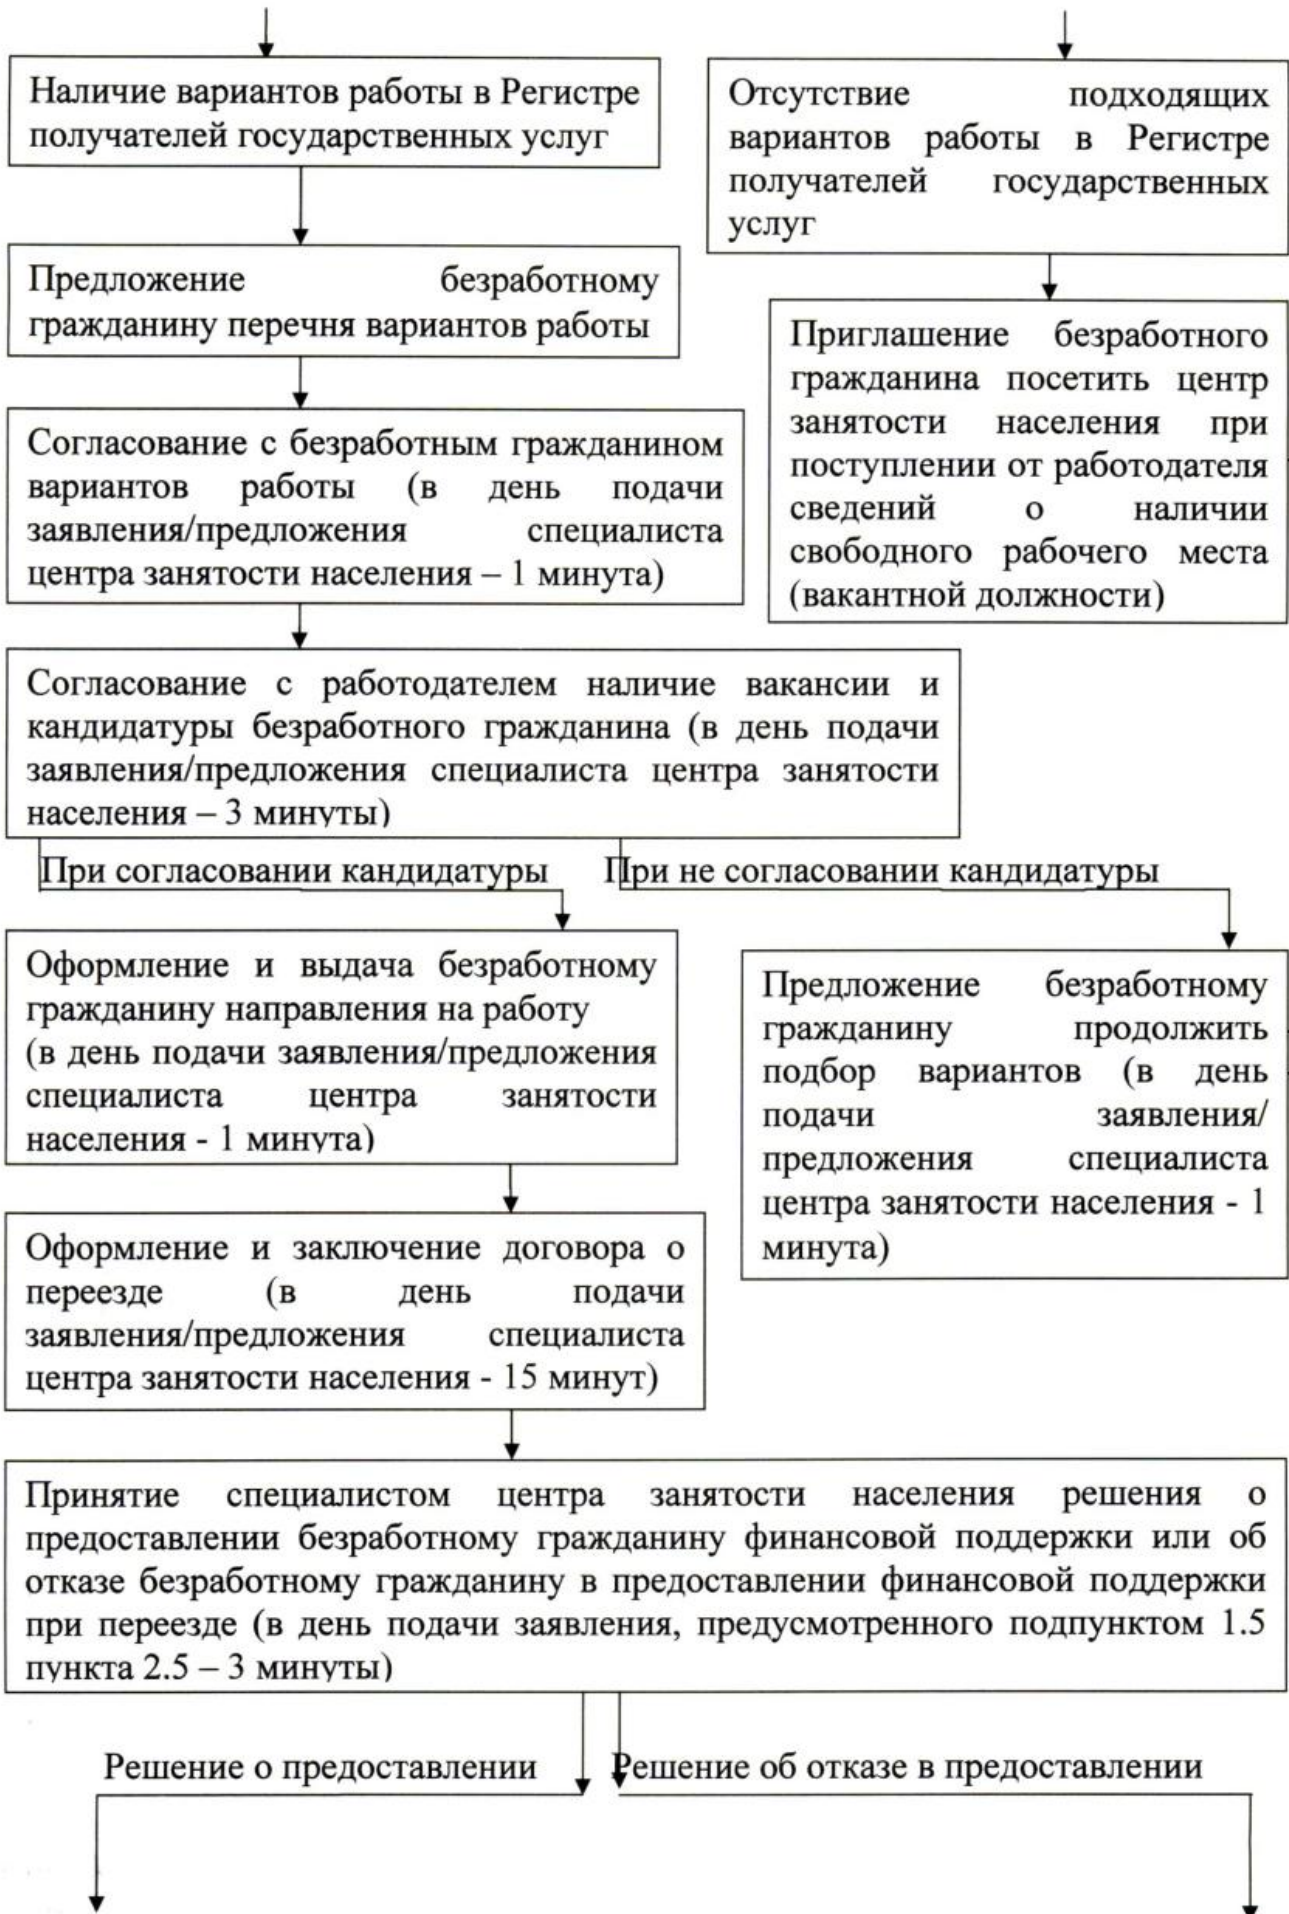 Наличие вариантов работы в Регистре
получателей государственных услуг
Отсутствие подходящих
вариантов работы в Регистре
получателей государственных
услуг
Предложение безработному
гражданину перечня вариантов работы
Приглашение безработного
гражданина посетить центр
занятости населения при
поступлении от работодателя
сведений о наличии
свободного рабочего места
(вакантной должности)
Согласование с безработным гражданином
вариантов работы (в день подачи
заявления/предложения специалиста
центра занятости населения – 1 минута)
Согласование с работодателем наличие вакансии и
кандидатуры безработного гражданина (в день подачи
заявления/предложения специалиста центра занятости
населения – 3 минуты)
При согласовании кандидатуры
При не согласовании кандидатуры
Оформление и выдача безработному
гражданину направления на работу
(в день подачи заявления/предложения
специалиста центра занятости
населения - 1 минута)
Предложение безработному
гражданину продолжить
подбор вариантов (в день
подачи заявления/
предложения специалиста
центра занятости населения - 1
минута)
Оформление и заключение договора о
переезде (в день подачи
заявления/предложения специалиста
центра занятости населения - 15 минут)
Принятие специалистом центра занятости населения решения о
предоставлении безработному гражданину финансовой поддержки или об
отказе безработному гражданину в предоставлении финансовой поддержки
при переезде (в день подачи заявления, предусмотренного подпунктом 1.5
пункта 2.5 – 3 минуты)
Решение о предоставлении
Решение об отказе в предоставлении